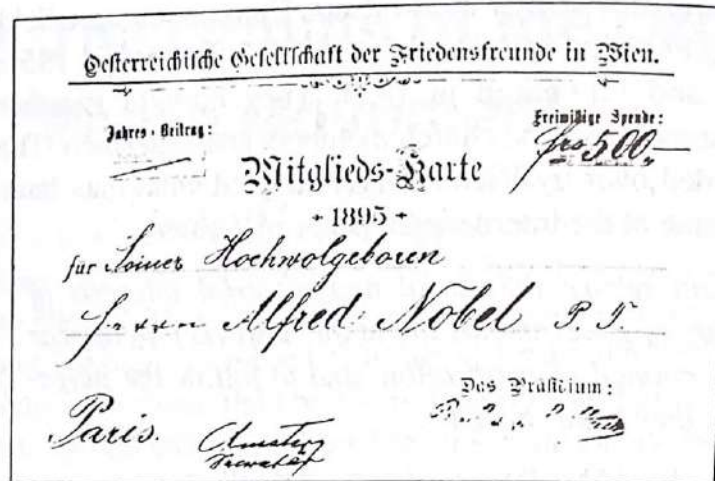 Oesterreichische Gesellschaft der Friedensfreunde in Wien.
Jahres-Beitrag:
Freiwillige Spende:
frs 500
Mitglieds-Karte
1895
für Seiner Hochwolgeboren
Herrn Alfred Nobel P. T.
Das Präsidium:
Paris.